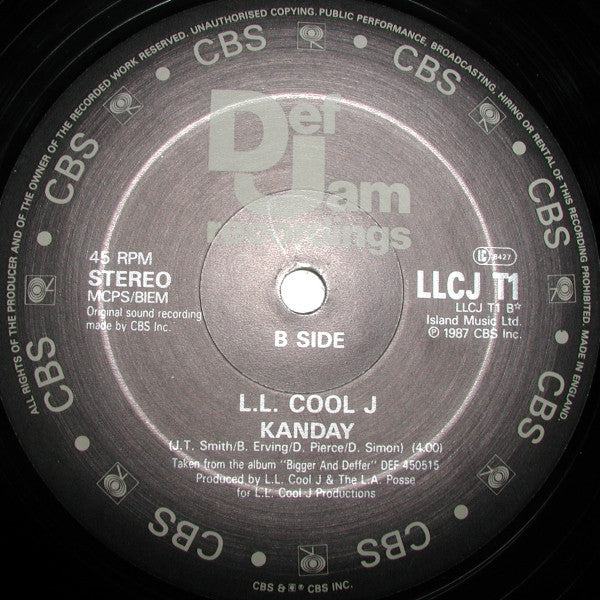 ALL RIGHTS OF THE PRODUCER AND OF THE OWNER OF THE RECORDED WORK RESERVED. UNAUTHORISED COPYING. PUBLIC PERFORMANCE, BROADCASTING, HIRING OR RENTAL OF THIS RECORDING PROHIBITED. MADE IN ENGLAND.
CBS
CBS
CBS
CBS
CBS
CBS
CBS
CBS
Def
Jam
recordings
45 RPM
STEREO
MCPS/BIEM
Original sound recording
made by CBS Inc.
LC 8427
LLCJ T1
LLCJ T1 B☆
Island Music Ltd.
℗ 1987 CBS Inc.
B SIDE
L.L. COOL J
KANDAY
(J.T. Smith/B. Erving/D. Pierce/D. Simon) (4.00)
Taken from the album "Bigger And Deffer" DEF 450515
Produced by L.L. Cool J & The L.A. Posse
for L.L. Cool J Productions
CBS & ® CBS INC.